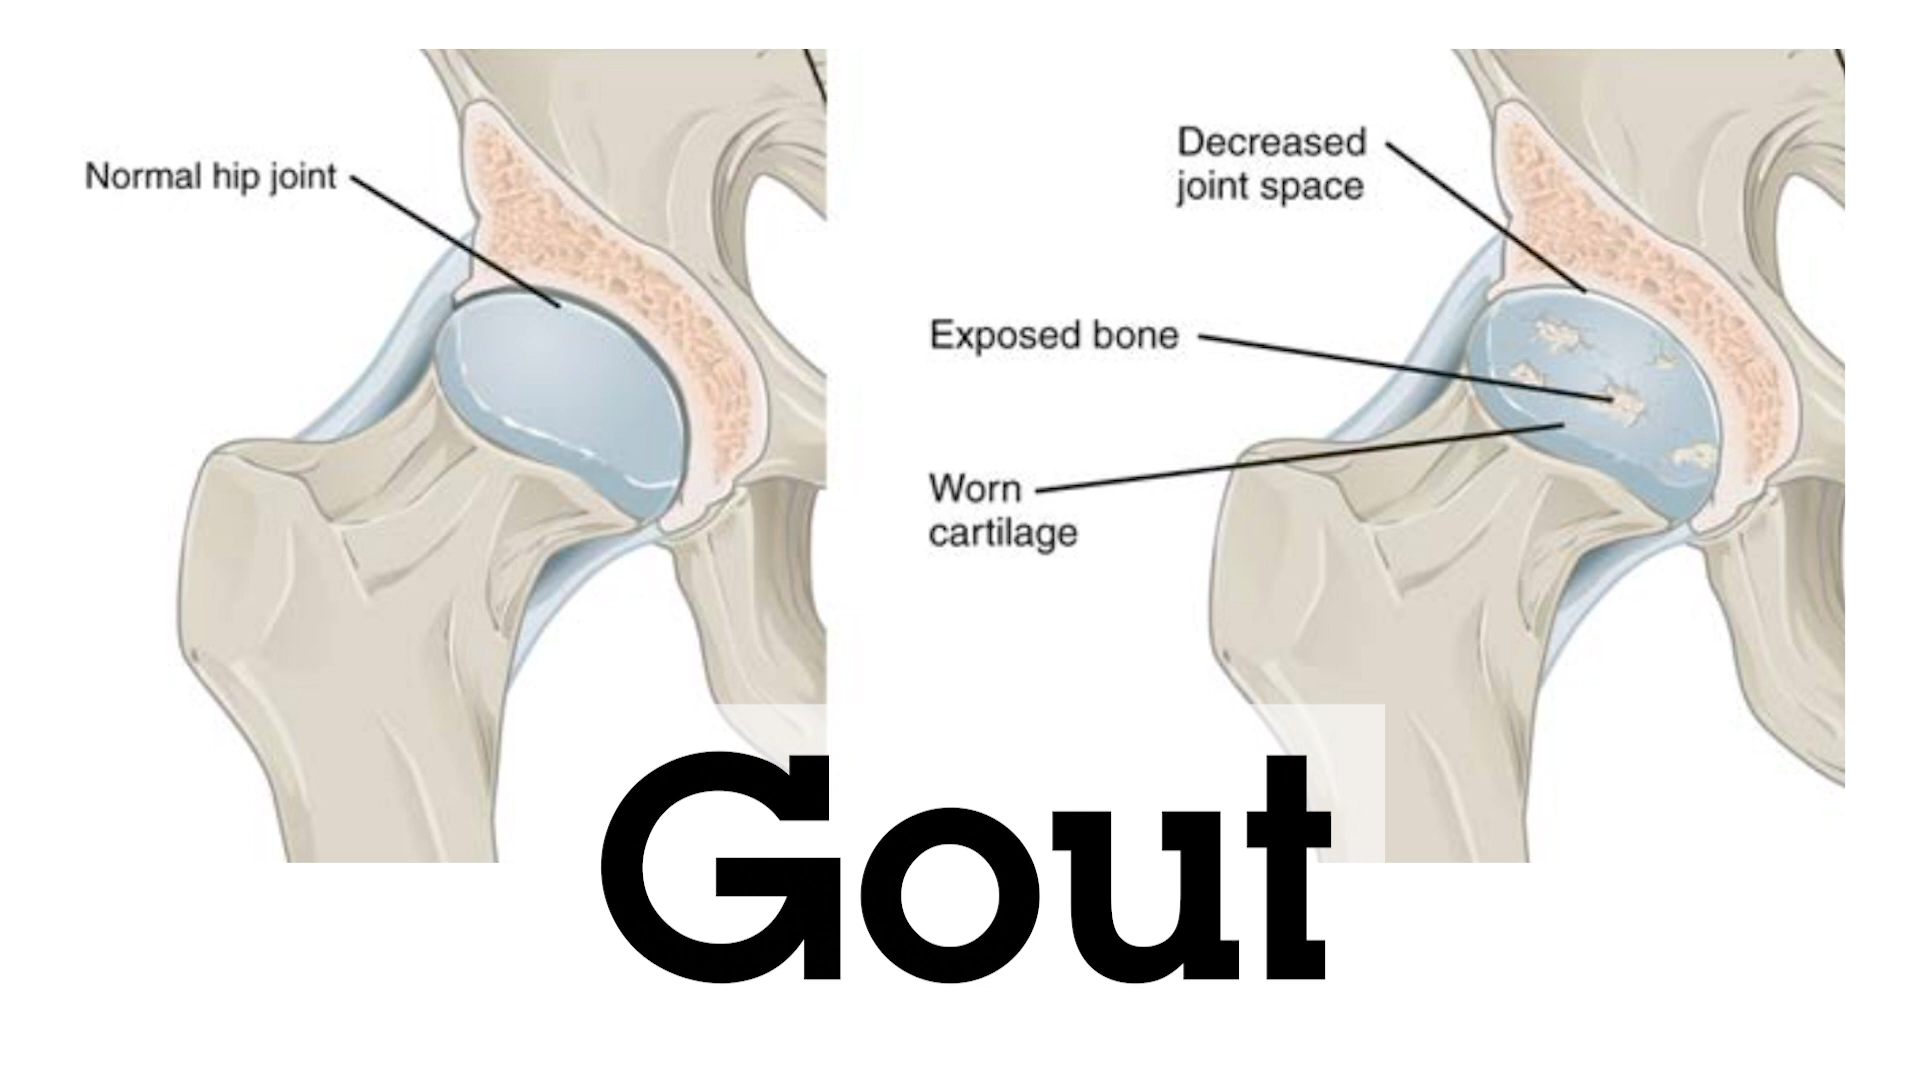 Normal hip joint
Decreased
joint space
Exposed bone
Worn
cartilage
Gout